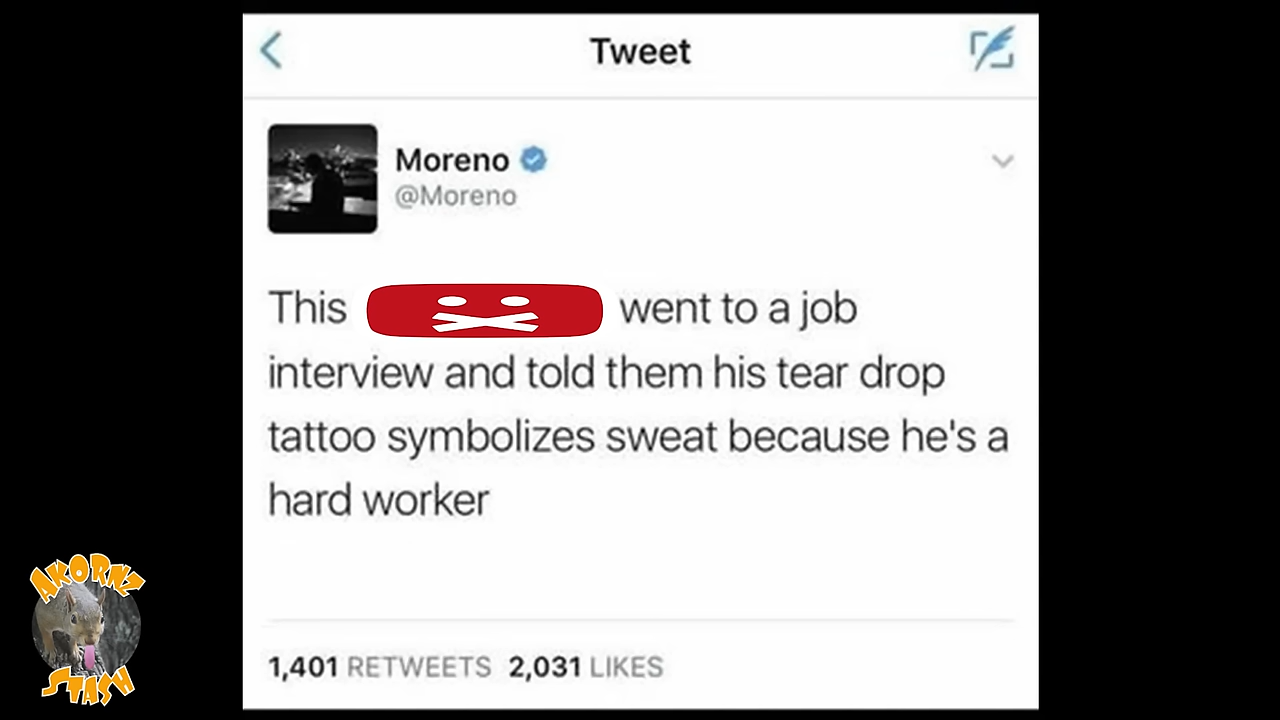 Tweet
Moreno
@Moreno
This went to a job
interview and told them his tear drop
tattoo symbolizes sweat because he's a
hard worker
1,401 RETWEETS 2,031 LIKES
AKORNZ
STASH